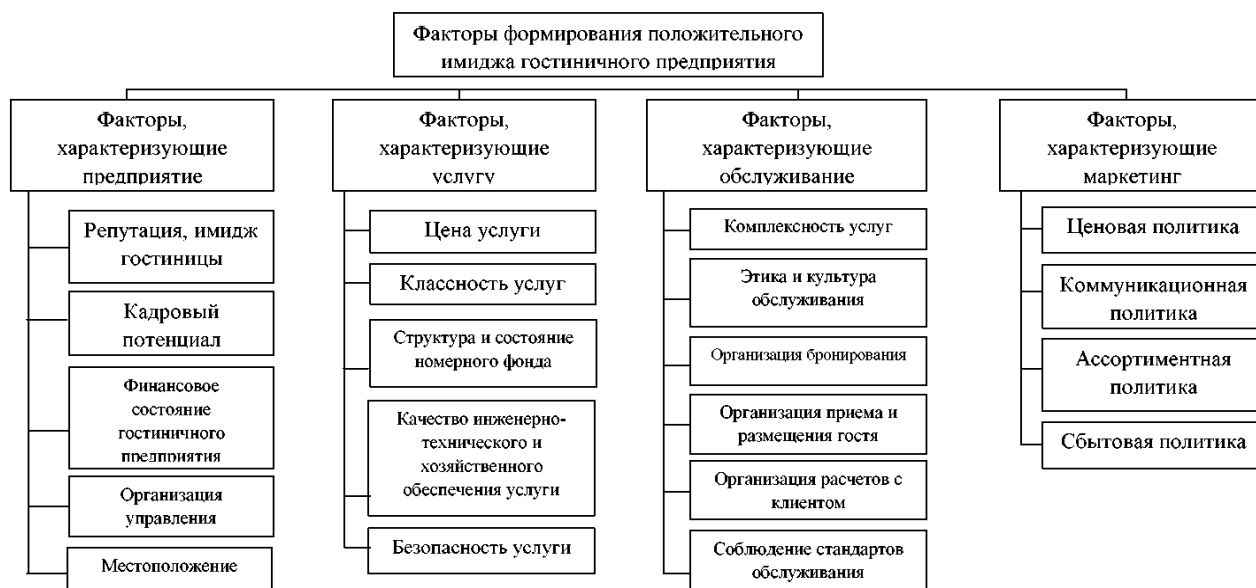 Факторы формирования положительного
имиджа гостиничного предприятия
Факторы,
характеризующие
предприятие
Репутация, имидж
гостиницы
Кадровый
потенциал
Финансовое
состояние
гостиничного
предприятия
Организация
управления
Местоположение
Факторы,
характеризующие
услугу
Цена услуги
Классность услуг
Структура и состояние
номерного фонда
Качество инженерно-
технического и
хозяйственного
обеспечения услуги
Безопасность услуги
Факторы,
характеризующие
обслуживание
Комплексность услуг
Этика и культура
обслуживания
Организация бронирования
Организация приема и
размещения гостя
Организация расчетов с
клиентом
Соблюдение стандартов
обслуживания
Факторы,
характеризующие
маркетинг
Ценовая политика
Коммуникационная
политика
Ассортиментная
политика
Сбытовая политика